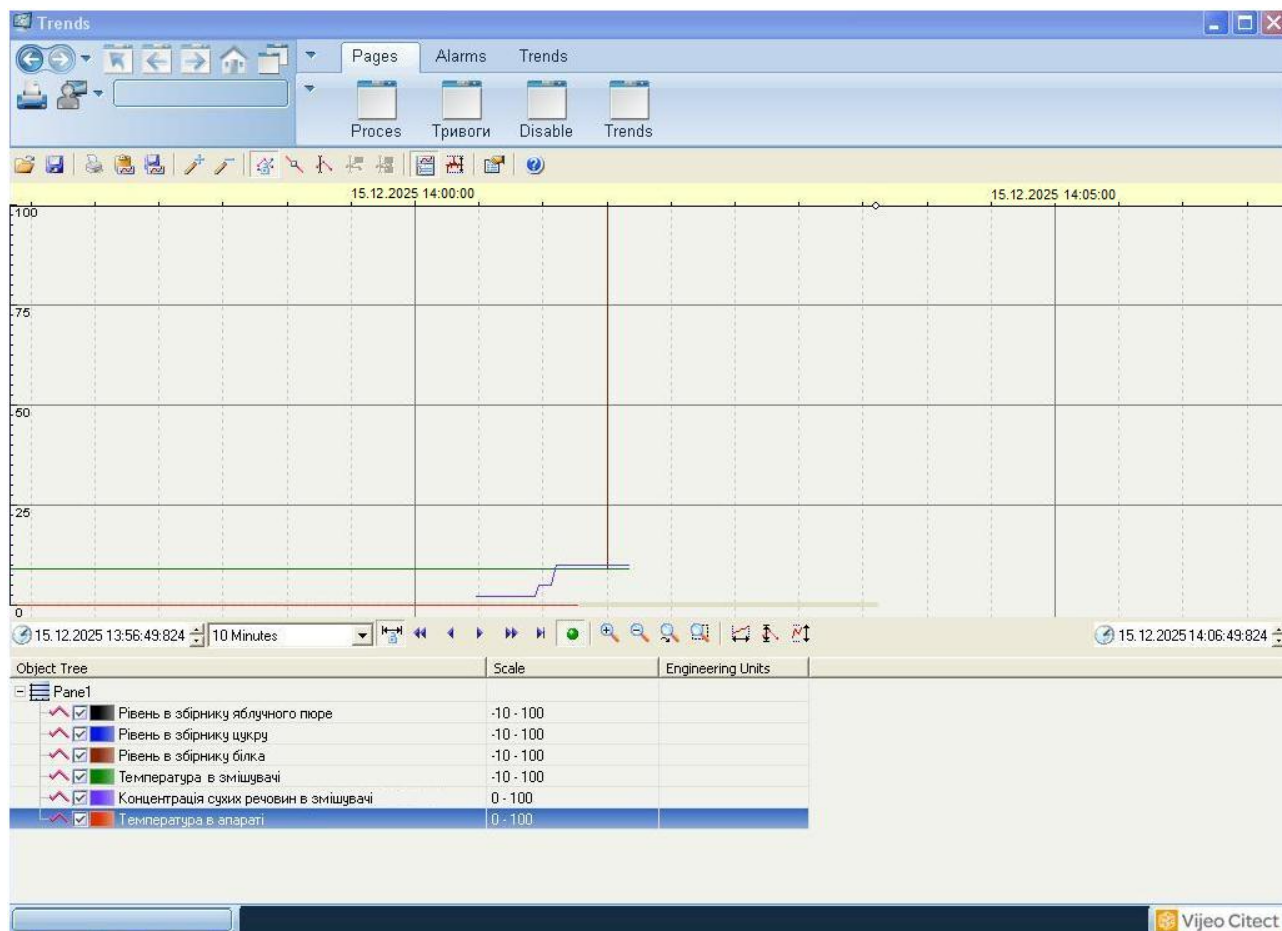 Trends
Pages Alarms Trends
Proces Тривоги Disable Trends
15.12.2025 14:00:00 15.12.2025 14:05:00
100
75
50
25
0
15.12.2025 13:56:49:824 10 Minutes 15.12.2025 14:06:49:824
Object Tree Scale Engineering Units
Pane1
Рівень в збірнику яблучного пюре -10 - 100
Рівень в збірнику цукру -10 - 100
Рівень в збірнику білка -10 - 100
Температура в змішувачі -10 - 100
Концентрація сухих речовин в змішувачі 0 - 100
Температура в апараті 0 - 100
Vijeo Citect